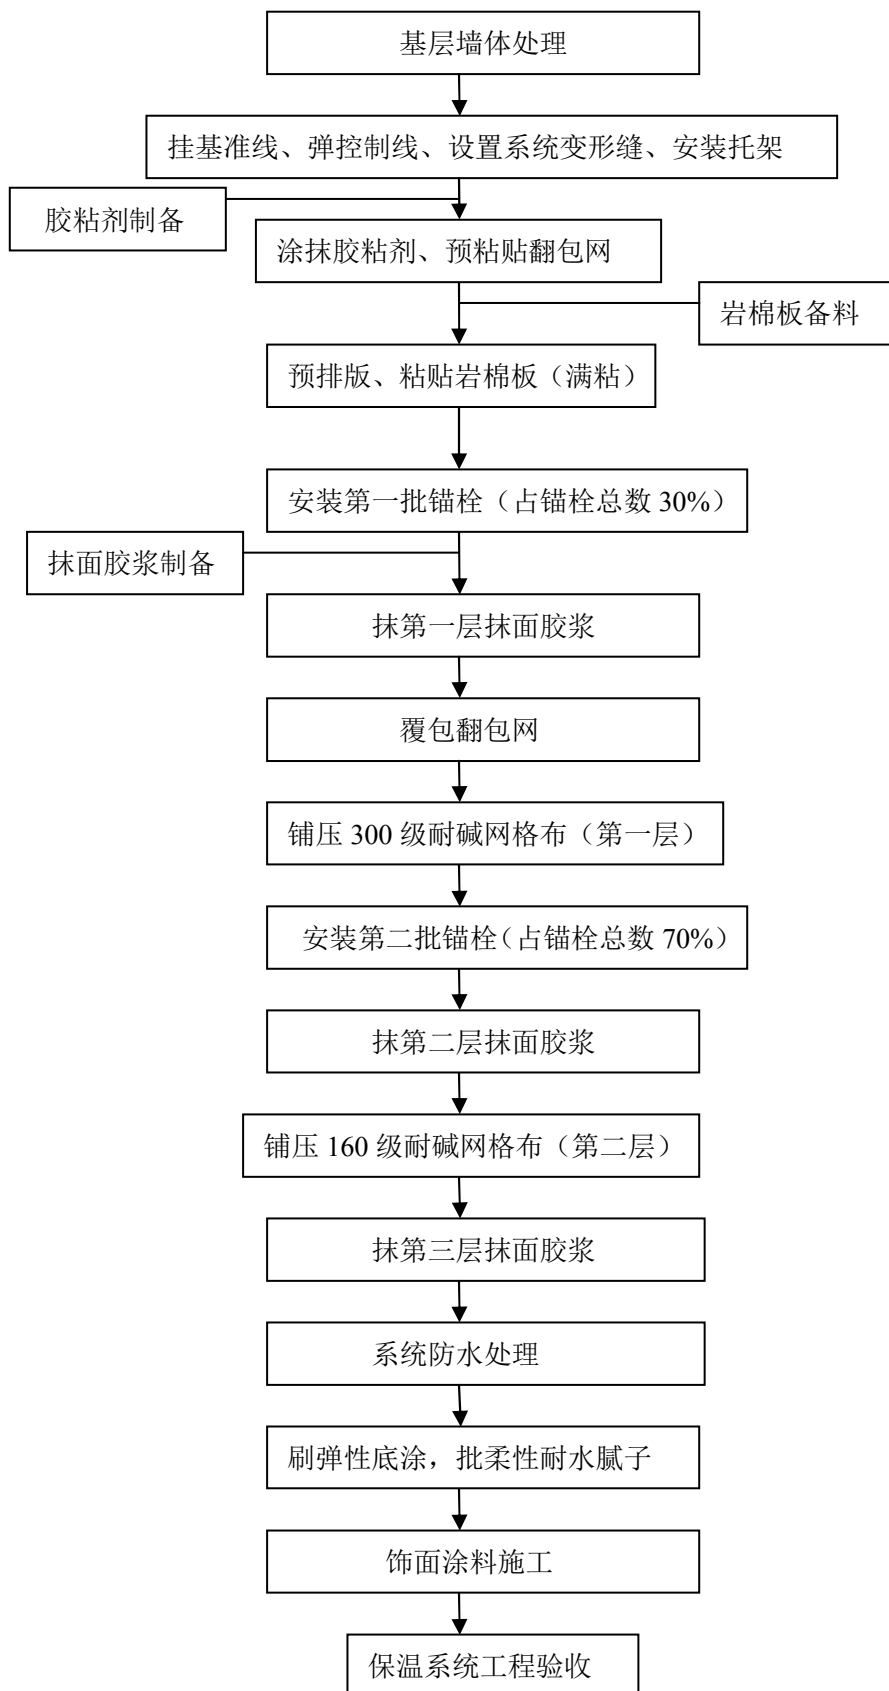 基层墙体处理
挂基准线、弹控制线、设置系统变形缝、安装托架
胶粘剂制备
涂抹胶粘剂、预粘贴翻包网
岩棉板备料
预排版、粘贴岩棉板（满粘）
安装第一批锚栓（占锚栓总数 30%）
抹面胶浆制备
抹第一层抹面胶浆
覆包翻包网
铺压 300 级耐碱网格布（第一层）
安装第二批锚栓（占锚栓总数 70%）
抹第二层抹面胶浆
铺压 160 级耐碱网格布（第二层）
抹第三层抹面胶浆
系统防水处理
刷弹性底涂，批柔性耐水腻子
饰面涂料施工
保温系统工程验收